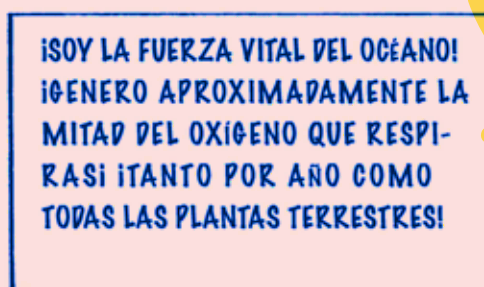 ¡SOY LA FUERZA VITAL DEL OCÉANO!
¡GENERO APROXIMADAMENTE LA
MITAD DEL OXÍGENO QUE RESPI-
RAS¡ ¡TANTO POR AÑO COMO
TODAS LAS PLANTAS TERRESTRES!